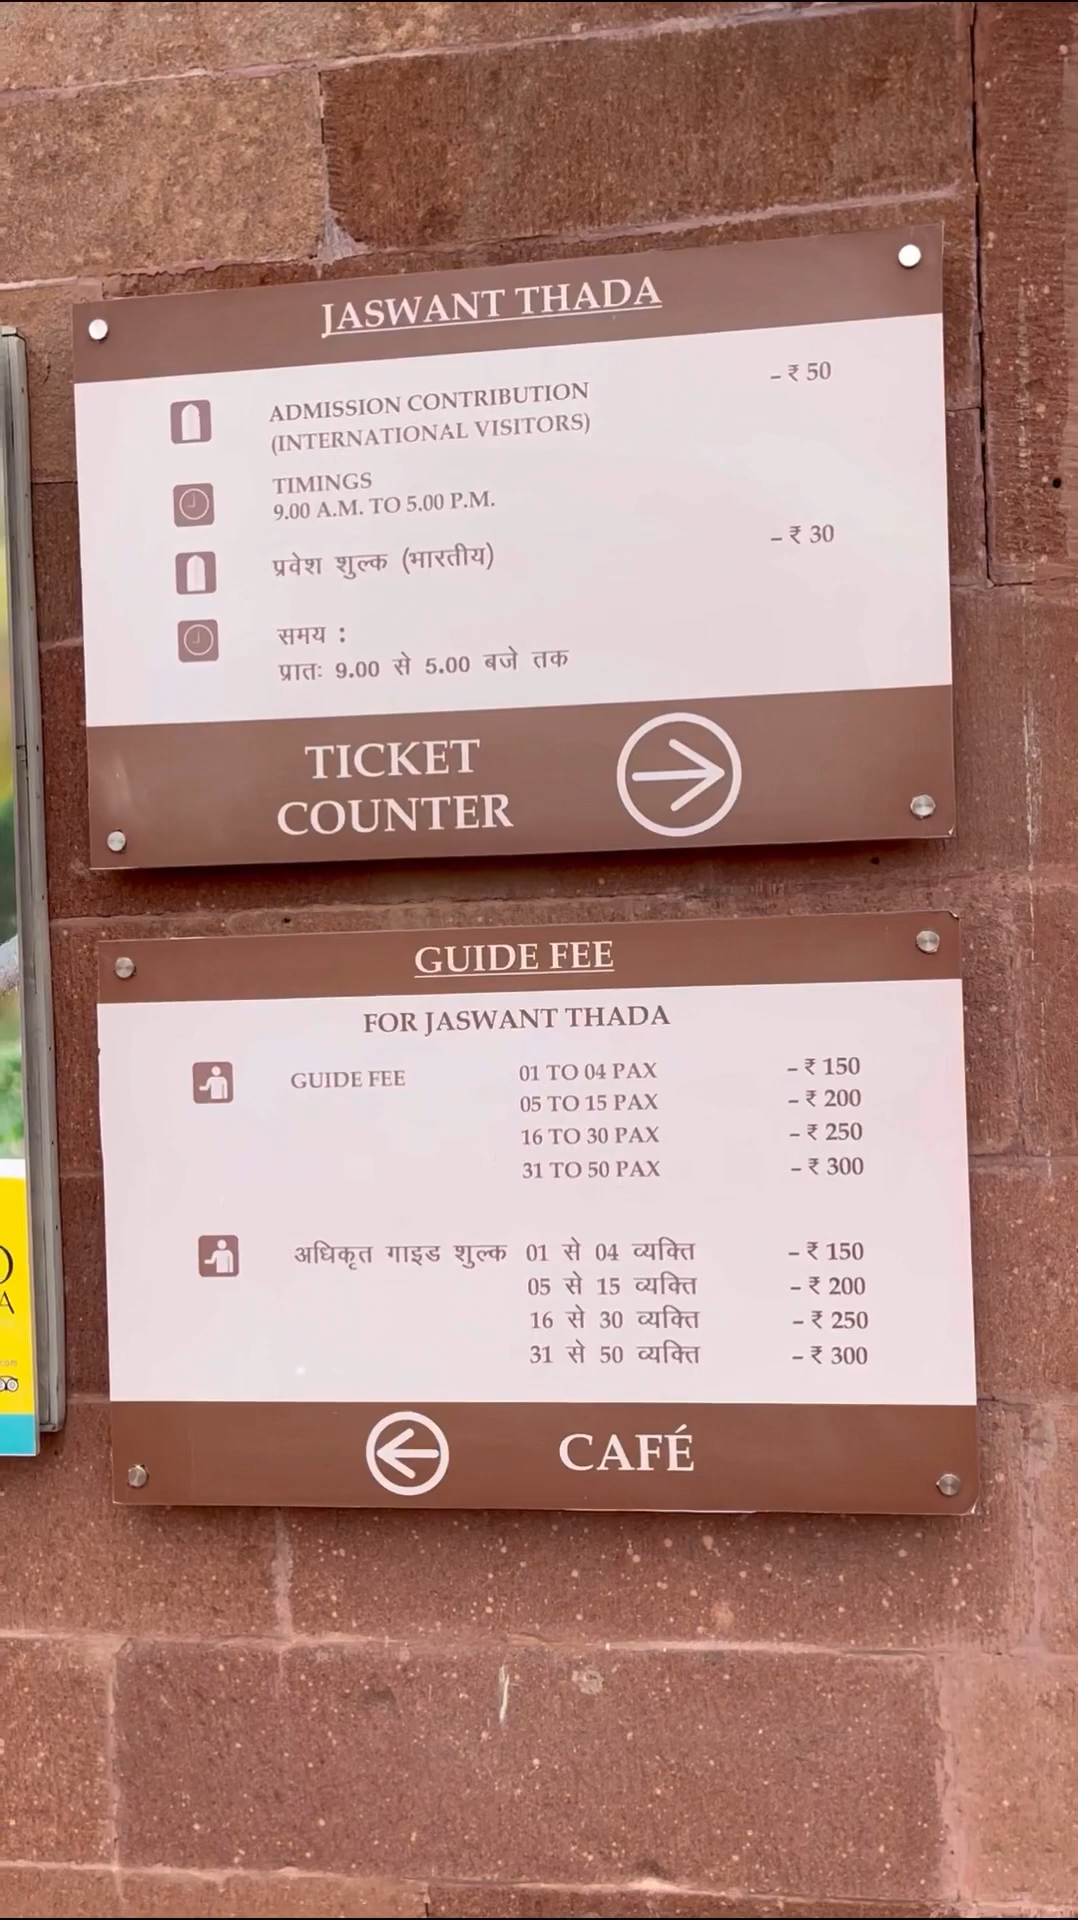 JASWANT THADA
ADMISSION CONTRIBUTION - ₹ 50
(INTERNATIONAL VISITORS)
TIMINGS
9.00 A.M. TO 5.00 P.M.
प्रवेश शुल्क (भारतीय) - ₹ 30
समय :
प्रातः 9.00 से 5.00 बजे तक
TICKET
COUNTER
GUIDE FEE
FOR JASWANT THADA
GUIDE FEE 01 TO 04 PAX - ₹ 150
05 TO 15 PAX - ₹ 200
16 TO 30 PAX - ₹ 250
31 TO 50 PAX - ₹ 300
अधिकृत गाइड शुल्क 01 से 04 व्यक्ति - ₹ 150
05 से 15 व्यक्ति - ₹ 200
16 से 30 व्यक्ति - ₹ 250
31 से 50 व्यक्ति - ₹ 300
CAFÉ